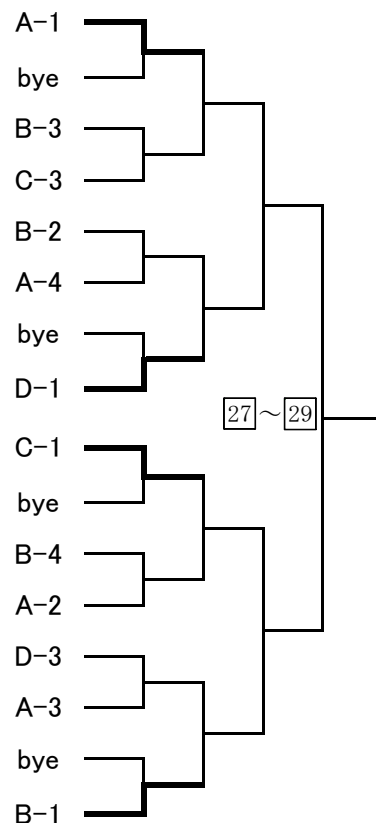 A-1
bye
B-3
C-3
B-2
A-4
bye
D-1
27～29
C-1
bye
B-4
A-2
D-3
A-3
bye
B-1